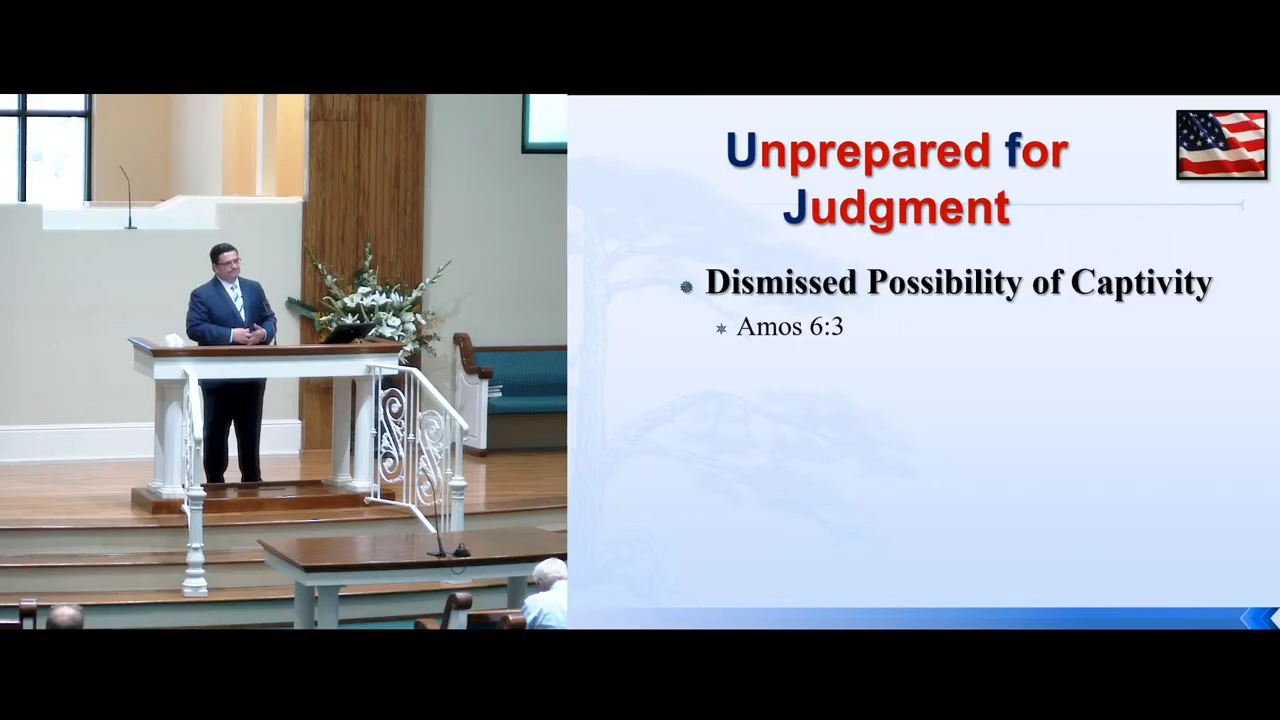 Unprepared for
Judgment
Dismissed Possibility of Captivity
Amos 6:3